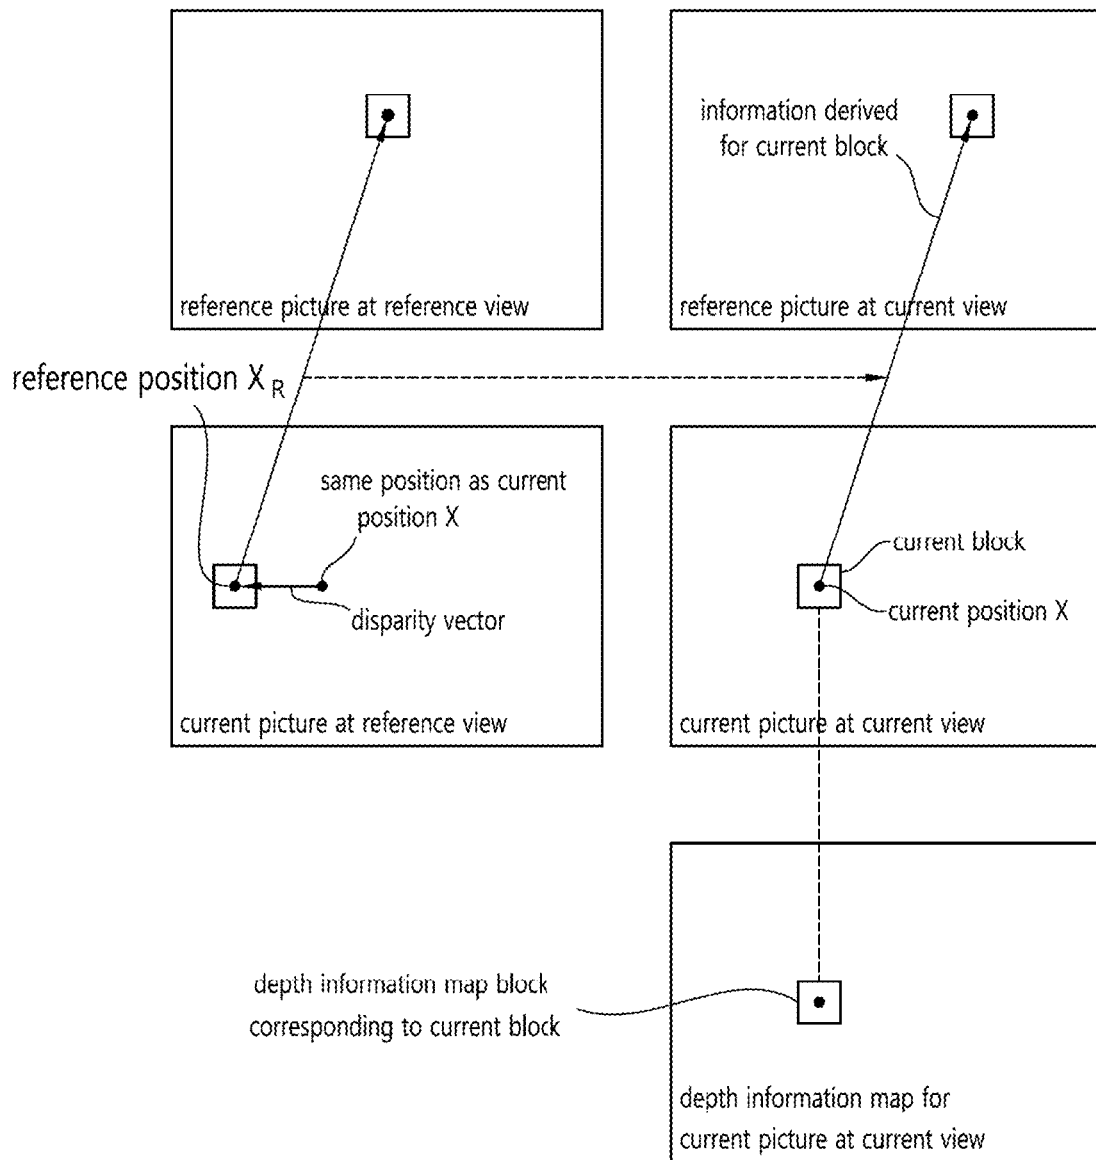 information derived
for current block
reference picture at reference view
reference picture at current view
reference position X_R
same position as current
position X
disparity vector
current picture at reference view
current block
current position X
current picture at current view
depth information map block
corresponding to current block
depth information map for
current picture at current view